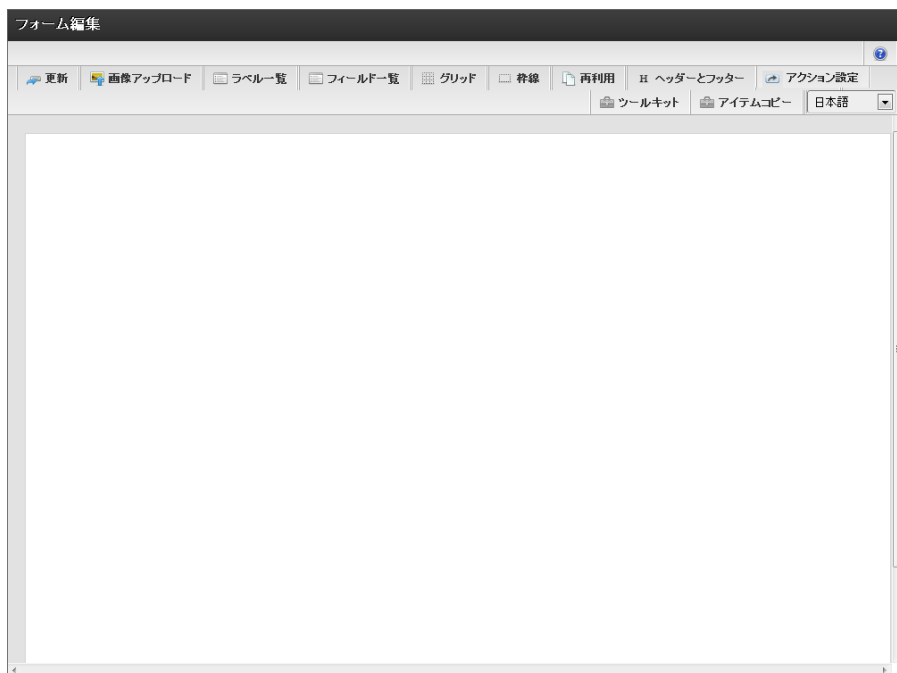 フォーム編集
更新 画像アップロード ラベル一覧 フィールド一覧 グリッド 枠線 再利用 H ヘッダーとフッター アクション設定
ツールキット アイテムコピー 日本語